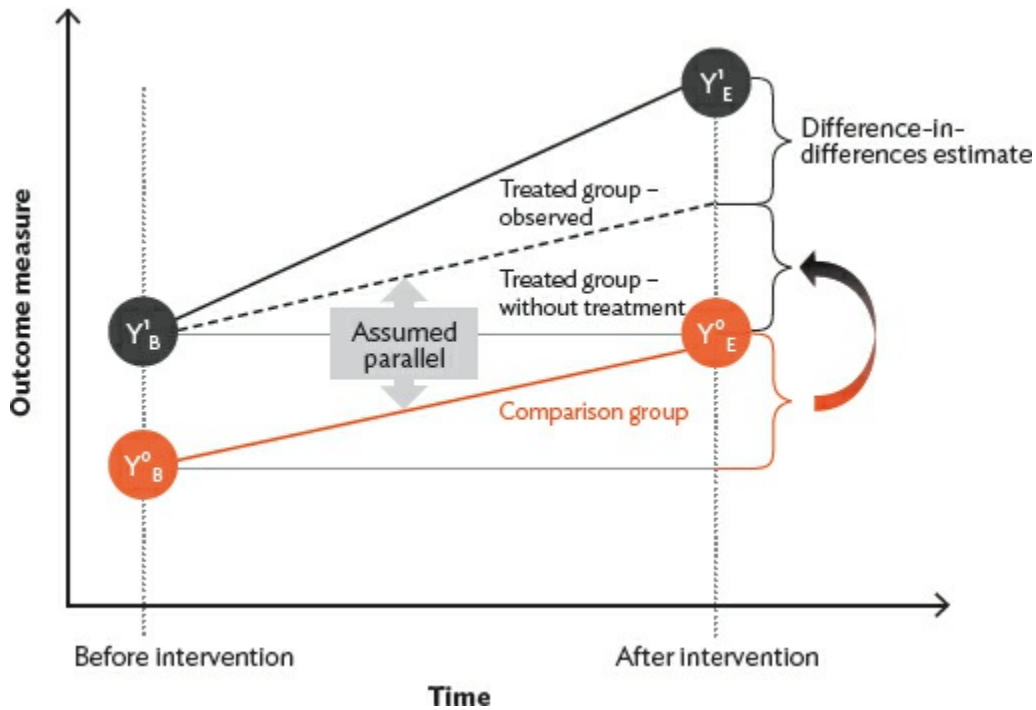 Outcome measure
Y¹E
Difference-in-
differences estimate
Treated group –
observed
Treated group –
without treatment
Y¹B
Assumed
parallel
Y⁰E
Comparison group
Y⁰B
Before intervention
After intervention
Time